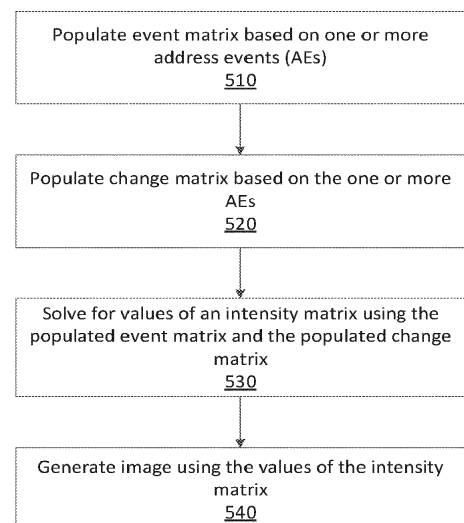 Populate event matrix based on one or more
address events (AEs)
510
Populate change matrix based on the one or more
AEs
520
Solve for values of an intensity matrix using the
populated event matrix and the populated change
matrix
530
Generate image using the values of the intensity
matrix
540